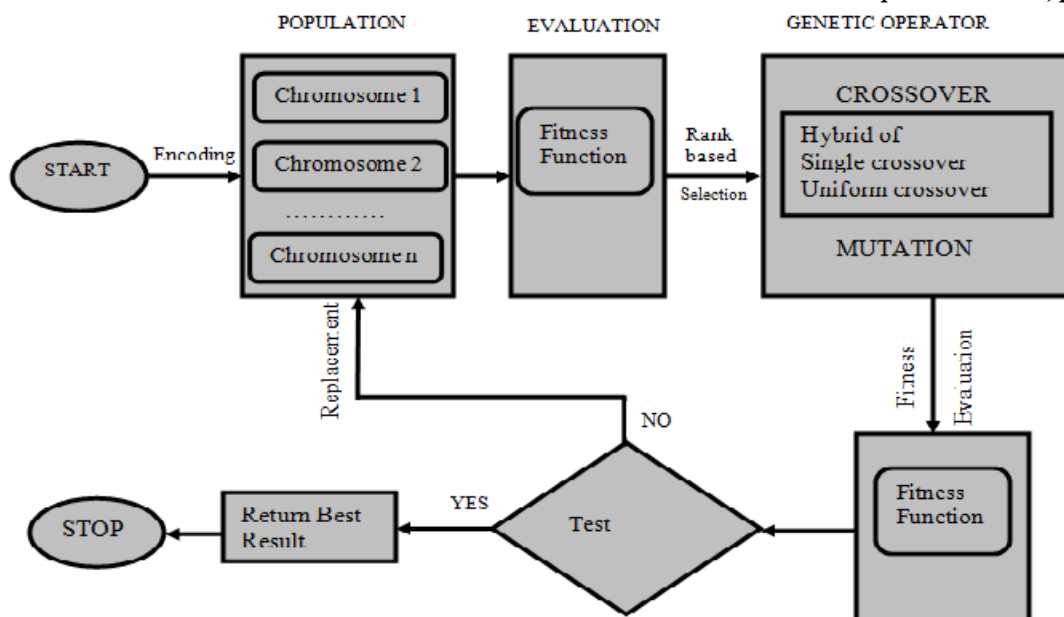 POPULATION
EVALUATION
GENETIC OPERATOR
START
Encoding
Chromosome 1
Chromosome 2
............
Chromosome n
Fitness
Function
Rank
based
Selection
CROSSOVER
Hybrid of
Single crossover
Uniform crossover
MUTATION
Replacement
Fitness
Evaluation
NO
YES
STOP
Return Best
Result
Test
Fitness
Function